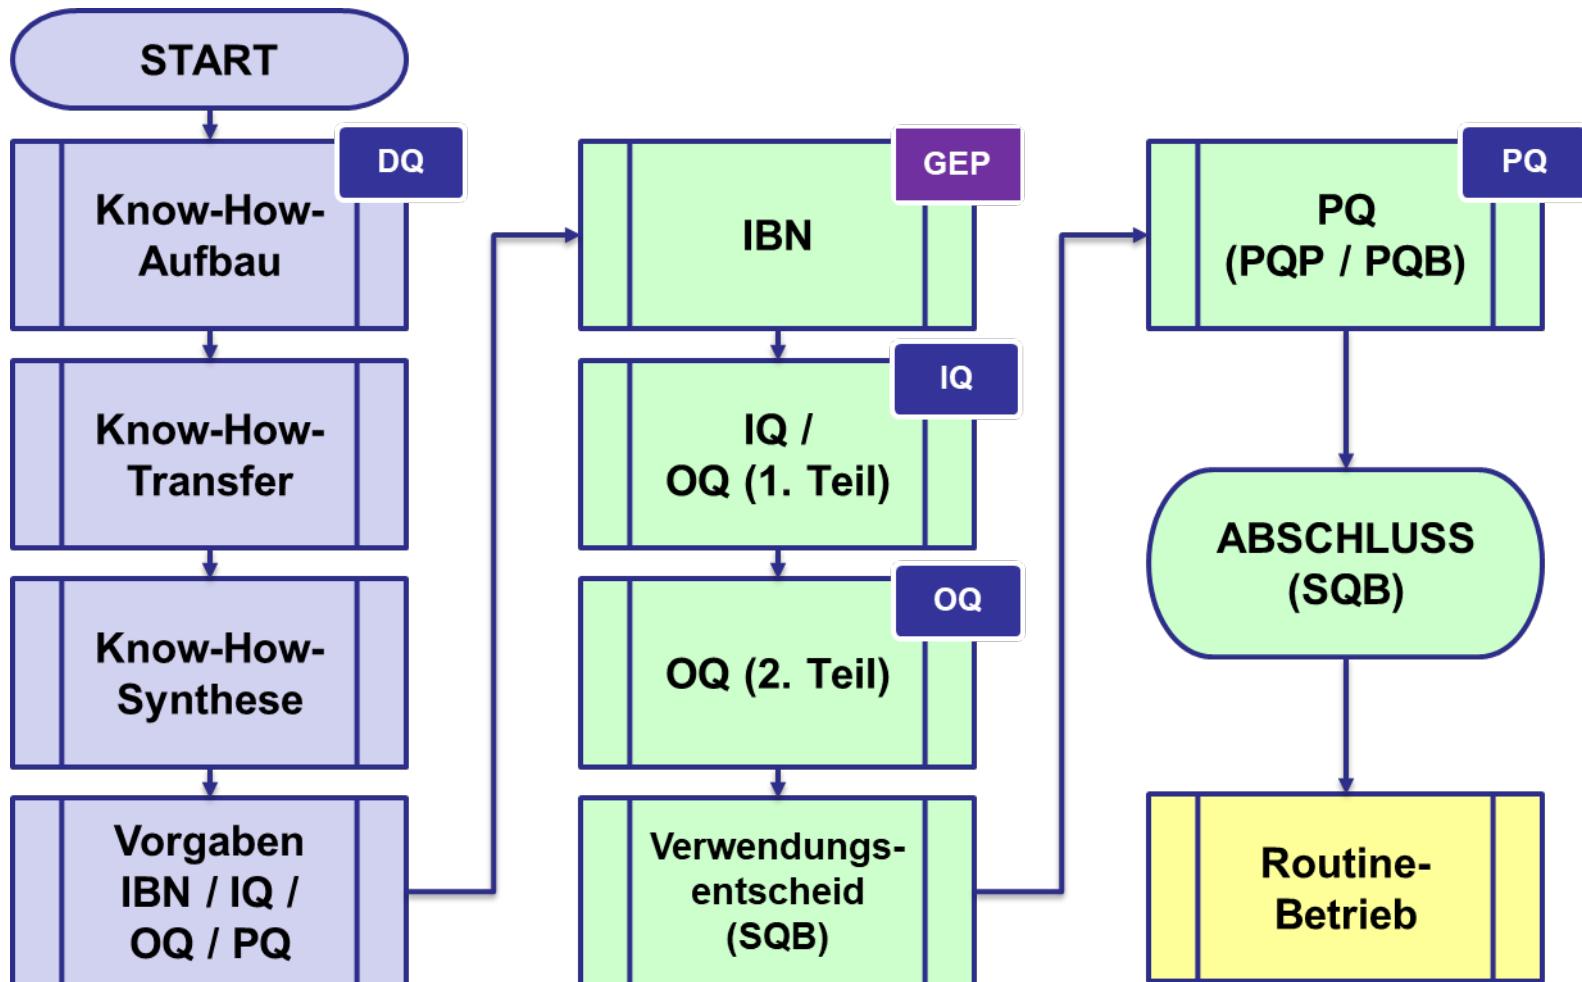 START
DQ
Know-How-
Aufbau
Know-How-
Transfer
Know-How-
Synthese
Vorgaben
IBN / IQ /
OQ / PQ
GEP
IBN
IQ
IQ /
OQ (1. Teil)
OQ
OQ (2. Teil)
Verwendungs-
entscheid
(SQB)
PQ
PQ
(PQP / PQB)
ABSCHLUSS
(SQB)
Routine-
Betrieb